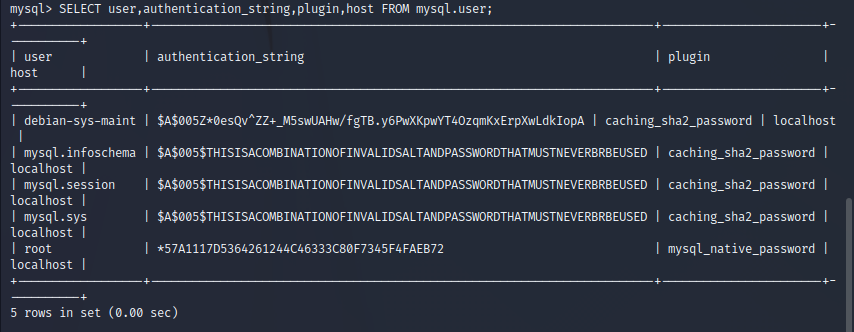 mysql> SELECT user,authentication_string,plugin,host FROM mysql.user;
+------------------+------------------------------------------------------------------------+-----------------------+-
----------+
| user             | authentication_string                                                  | plugin                |
host      |
+------------------+------------------------------------------------------------------------+-----------------------+-
----------+
| debian-sys-maint | $A$005Z*0esQv^ZZ+_M5swUAHw/fgTB.y6PwXKpwYT4OzqmKxErpXwLdkIopA | caching_sha2_password | localhost
 |
| mysql.infoschema | $A$005$THISISACOMBINATIONOFINVALIDSALTANDPASSWORDTHATMUSTNEVERBRBEUSED | caching_sha2_password |
localhost |
| mysql.session    | $A$005$THISISACOMBINATIONOFINVALIDSALTANDPASSWORDTHATMUSTNEVERBRBEUSED | caching_sha2_password |
localhost |
| mysql.sys        | $A$005$THISISACOMBINATIONOFINVALIDSALTANDPASSWORDTHATMUSTNEVERBRBEUSED | caching_sha2_password |
localhost |
| root             | *57A1117D5364261244C46333C80F7345F4FAEB72                              | mysql_native_password |
localhost |
+------------------+------------------------------------------------------------------------+-----------------------+-
----------+
5 rows in set (0.00 sec)